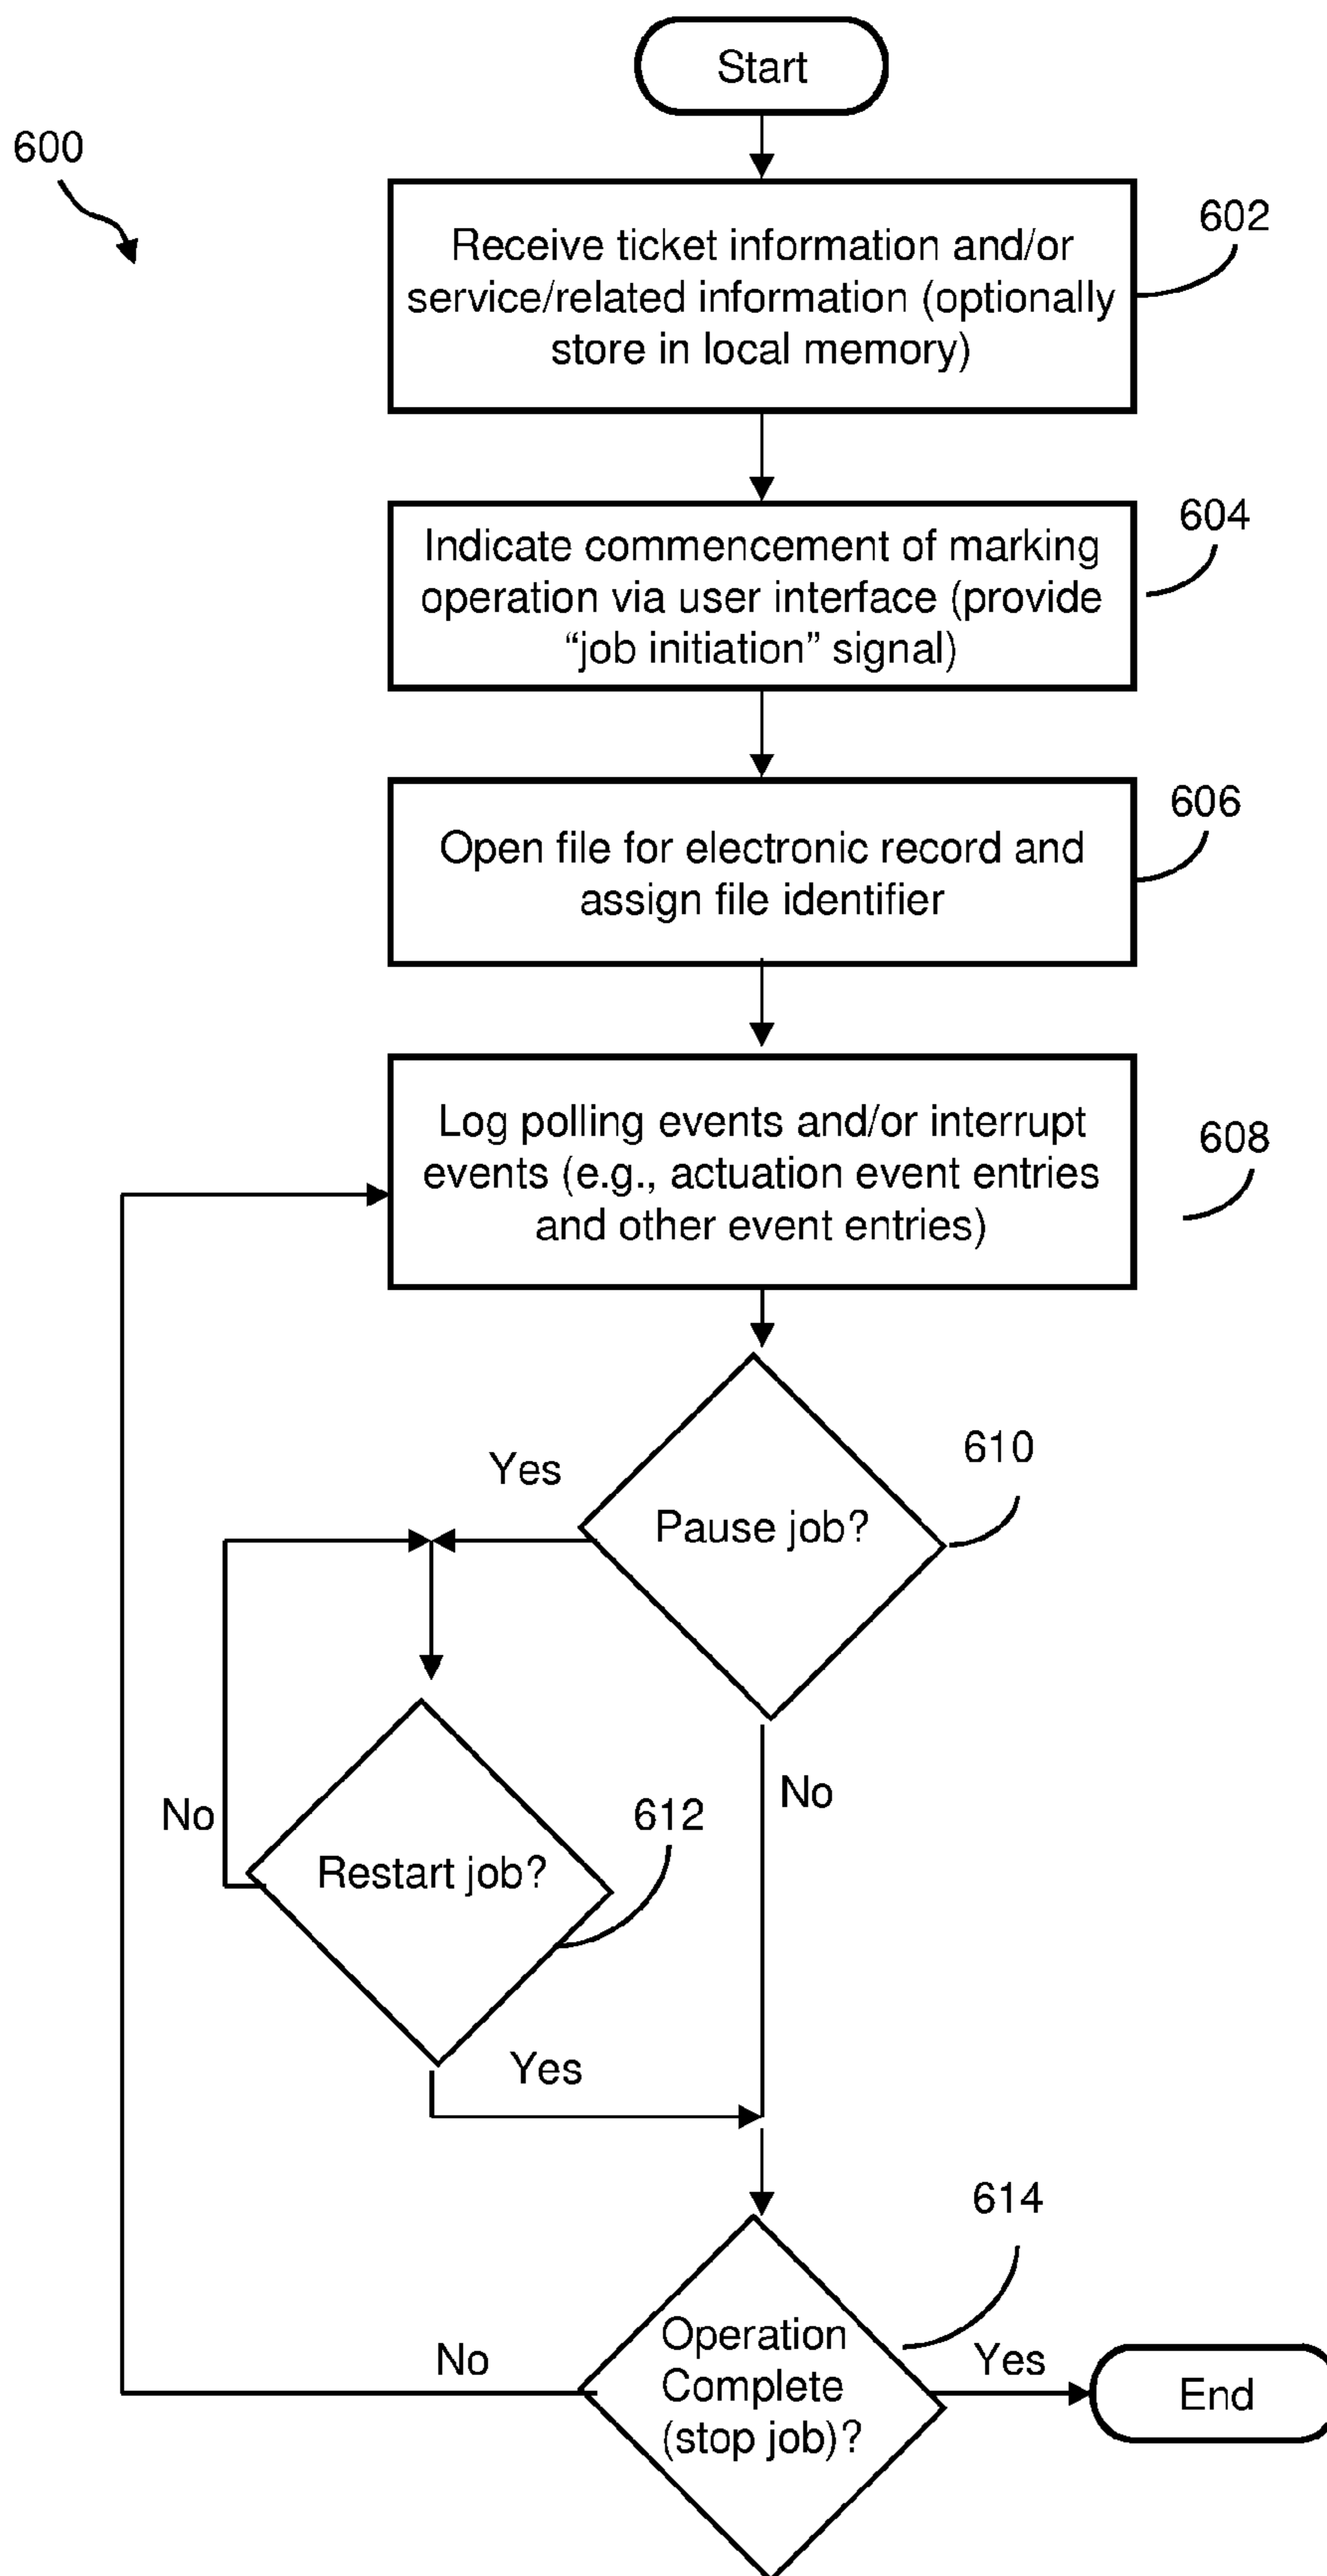 Start
600
602
Receive ticket information and/or
service/related information (optionally
store in local memory)
604
Indicate commencement of marking
operation via user interface (provide
“job initiation” signal)
606
Open file for electronic record and
assign file identifier
608
Log polling events and/or interrupt
events (e.g., actuation event entries
and other event entries)
610
Yes
Pause job?
No
No
612
Restart job?
Yes
614
No
Operation
Complete
(stop job)?
Yes
End